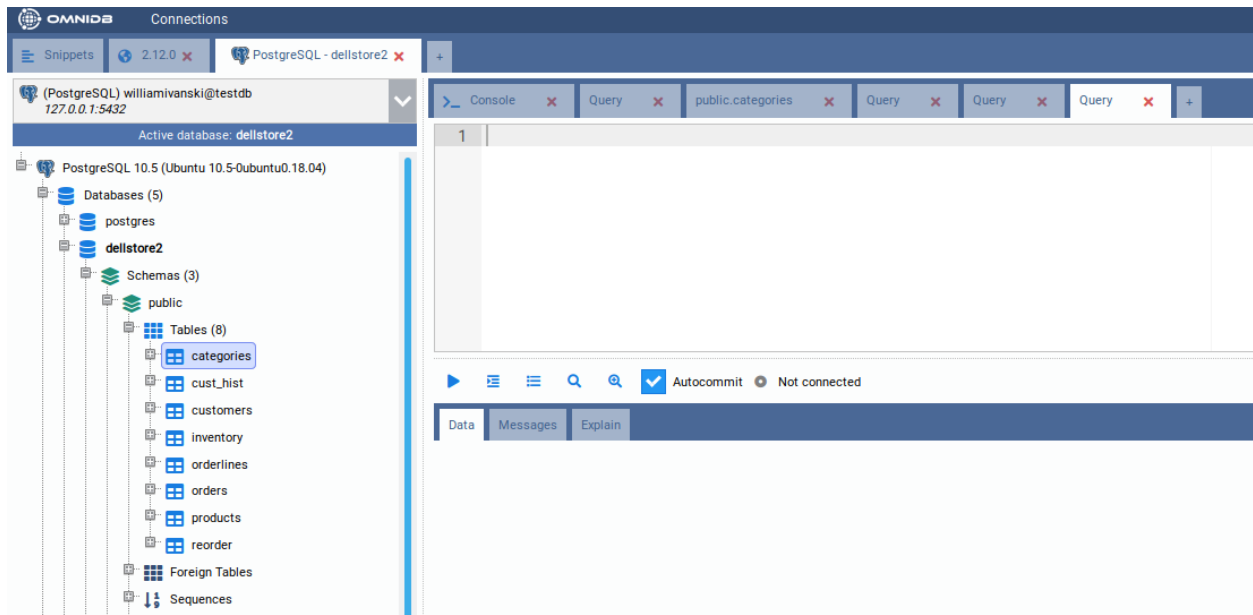 OMNIDB Connections
Snippets 2.12.0 PostgreSQL - dellstore2 +
(PostgreSQL) williamivanski@testdb
127.0.0.1:5432
Active database: dellstore2
PostgreSQL 10.5 (Ubuntu 10.5-0ubuntu0.18.04)
Databases (5)
postgres
dellstore2
Schemas (3)
public
Tables (8)
categories
cust_hist
customers
inventory
orderlines
orders
products
reorder
Foreign Tables
Sequences
>_ Console Query public.categories Query Query Query +
1
Autocommit Not connected
Data Messages Explain